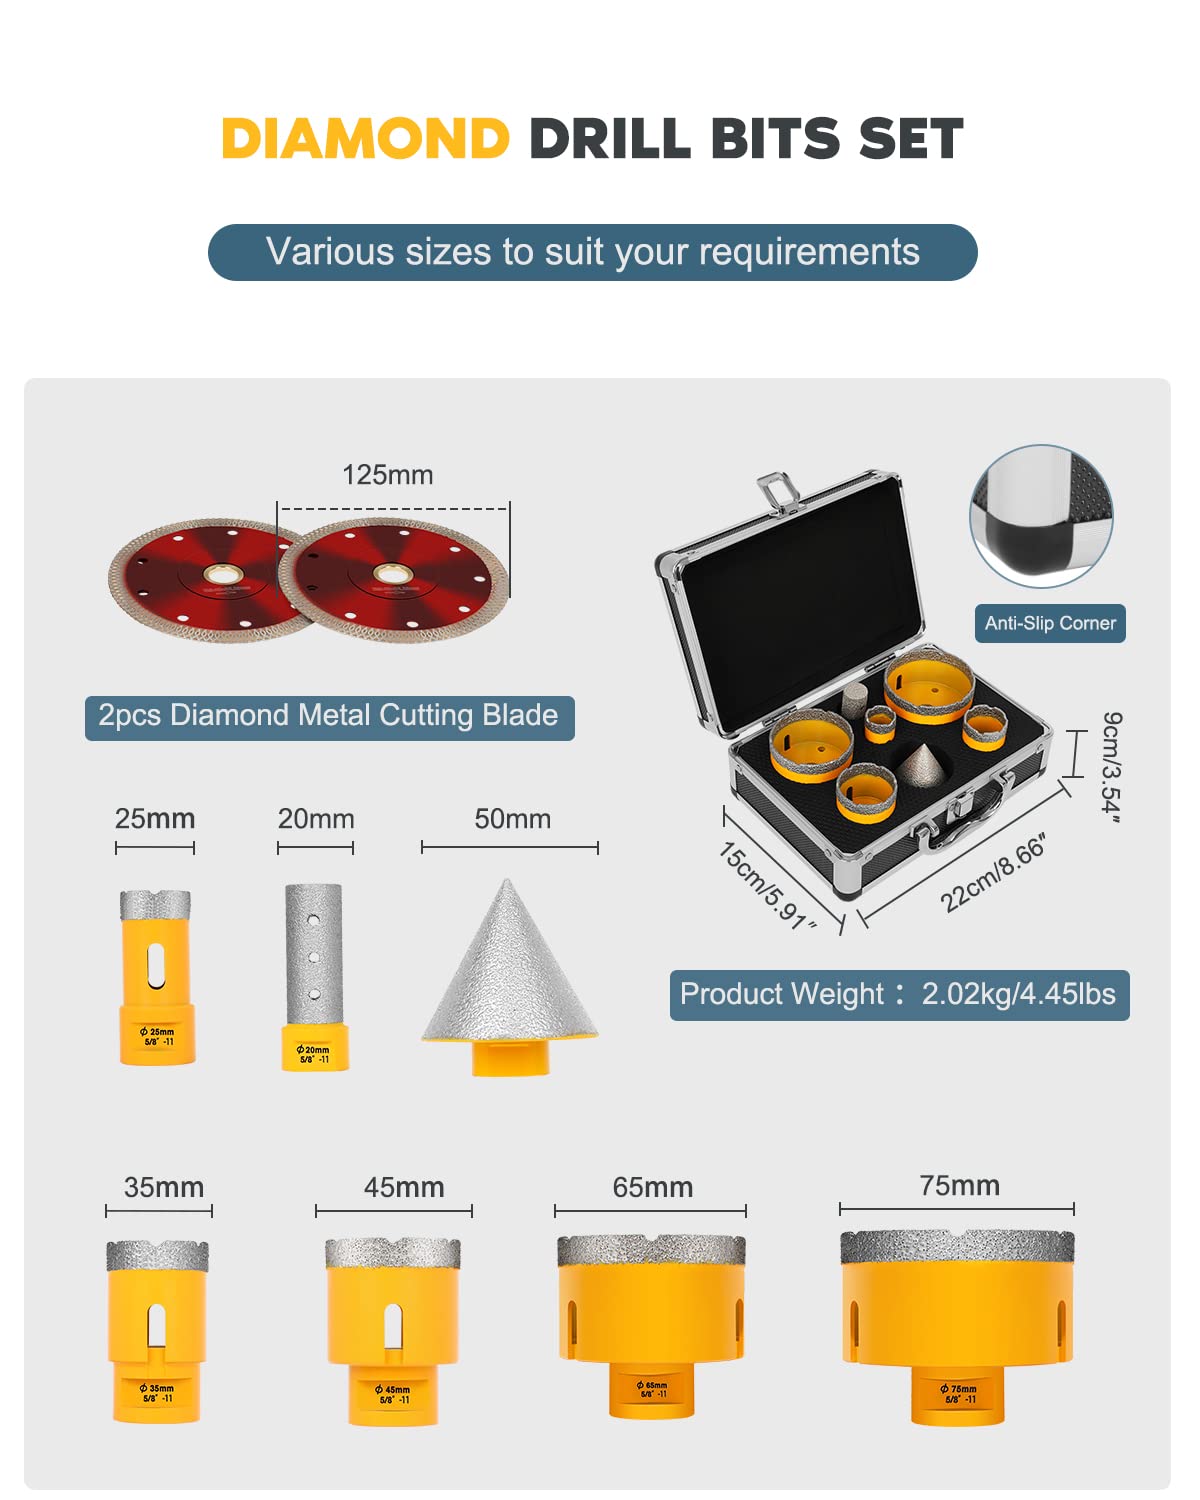 DIAMOND DRILL BITS SET
Various sizes to suit your requirements
125mm
2pcs Diamond Metal Cutting Blade
Anti-Slip Corner
9cm/3.54"
15cm/5.91"
22cm/8.66"
Product Weight：2.02kg/4.45lbs
25mm
20mm
50mm
Φ 25mm
5/8" -11
Φ20mm
5/8" -11
35mm
45mm
65mm
75mm
Φ 35mm
5/8" -11
Φ 45mm
5/8" -11
Φ 65mm
5/8" -11
Φ 75mm
5/8" -11